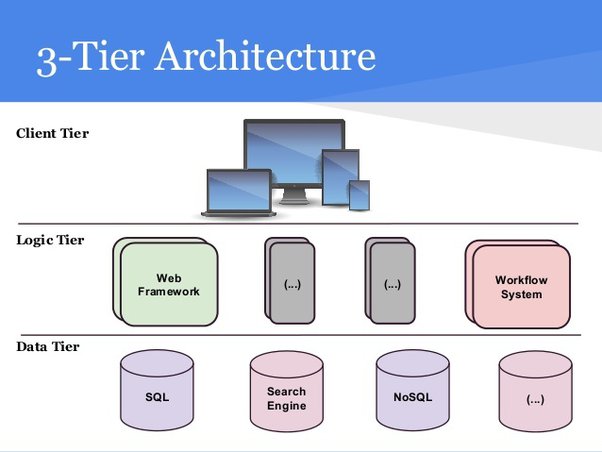 3-Tier Architecture
Client Tier
Logic Tier
Web
Framework
(...)
(...)
Workflow
System
Data Tier
SQL
Search
Engine
NoSQL
(...)